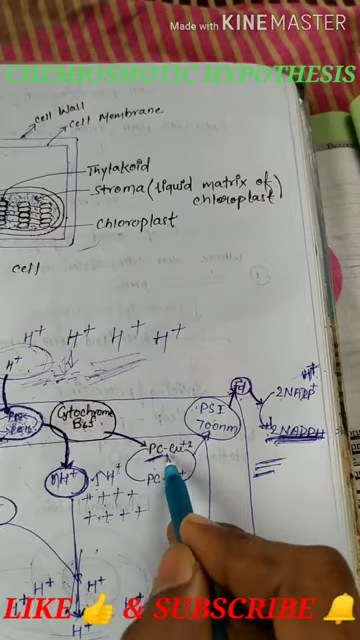 Made with KINEMASTER
CHEMIOSMOTIC HYPOTHESIS
Cell Wall
Cell Membrane
Thylakoid
Stroma (liquid matrix of
chloroplast)
Chloroplast
cell
H+ H+ H+ H+
H+
Cytochrome
PSI
700nm
Fd
H+
2NADP+
2NADPH
PC-Cu+2
PC
↑H+
↑H+
+ + + +
+ + + +
H+
H+
H+
H+
LIKE 👍 & SUBSCRIBE 🔔